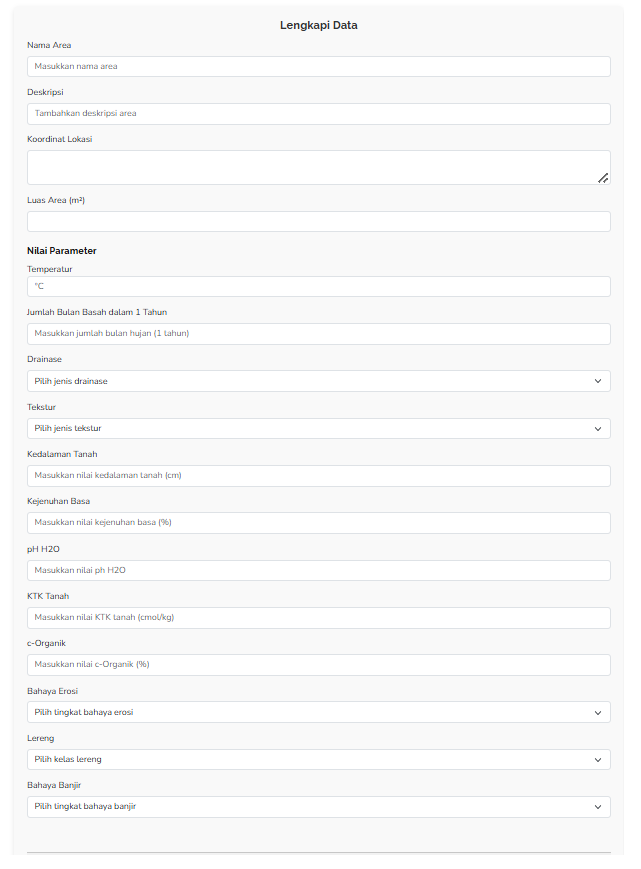 Lengkapi Data
Nama Area
Masukkan nama area
Deskripsi
Tambahkan deskripsi area
Koordinat Lokasi
Luas Area (m²)
Nilai Parameter
Temperatur
°C
Jumlah Bulan Basah dalam 1 Tahun
Masukkan jumlah bulan hujan (1 tahun)
Drainase
Pilih jenis drainase
Tekstur
Pilih jenis tekstur
Kedalaman Tanah
Masukkan nilai kedalaman tanah (cm)
Kejenuhan Basa
Masukkan nilai kejenuhan basa (%)
pH H2O
Masukkan nilai ph H2O
KTK Tanah
Masukkan nilai KTK tanah (cmol/kg)
c-Organik
Masukkan nilai c-Organik (%)
Bahaya Erosi
Pilih tingkat bahaya erosi
Lereng
Pilih kelas lereng
Bahaya Banjir
Pilih tingkat bahaya banjir